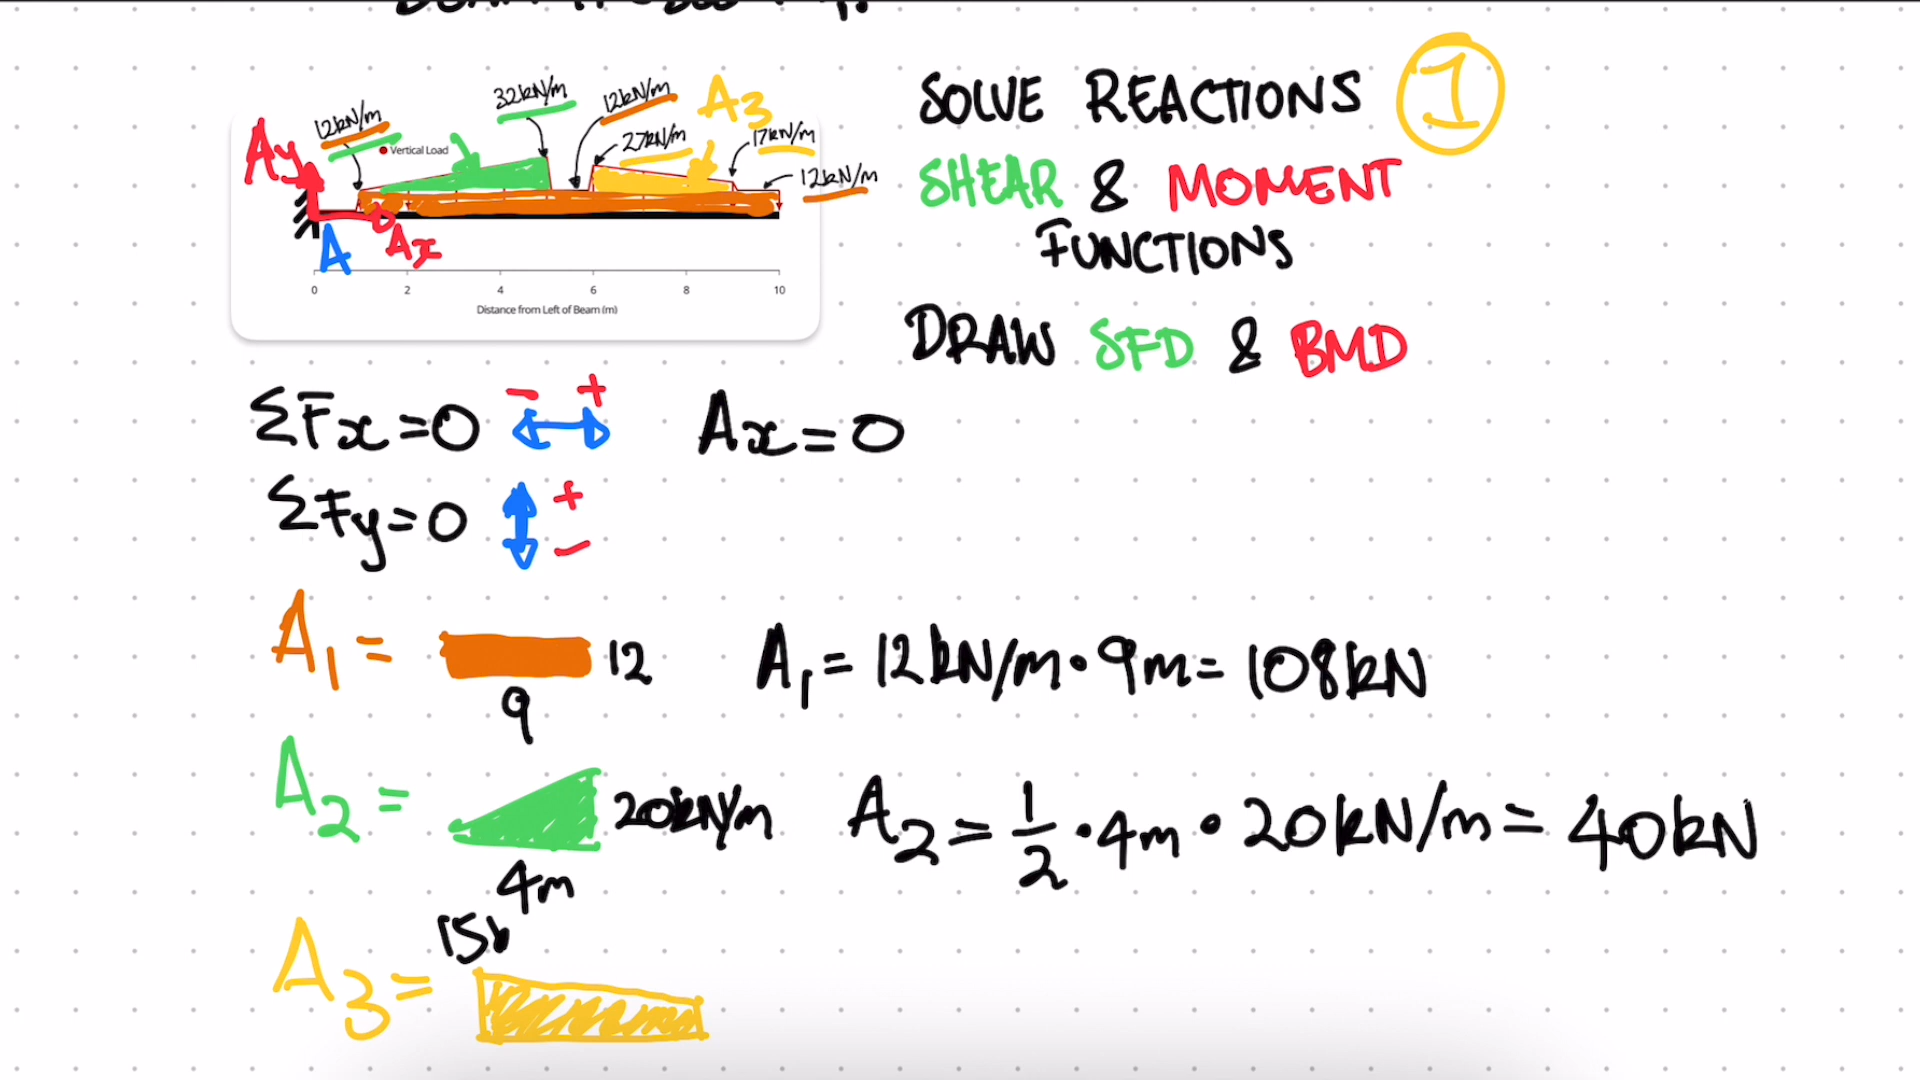 SOLVE REACTIONS 1
SHEAR & MOMENT
FUNCTIONS
DRAW SFD & BMD
12kN/m
32kN/m
12kN/m
A3
27kN/m
17kN/m
12kN/m
Ay
Vertical Load
A
Ax
0 2 4 6 8 10
Distance from Left of Beam (m)
ΣFx=0 - + Ax=0
ΣFy=0 + -
A1= 12 A1=12kN/m·9m=108kN
9
A2= 20kN/m A2=1/2·4m·20kN/m=40kN
4m
15k
A3=